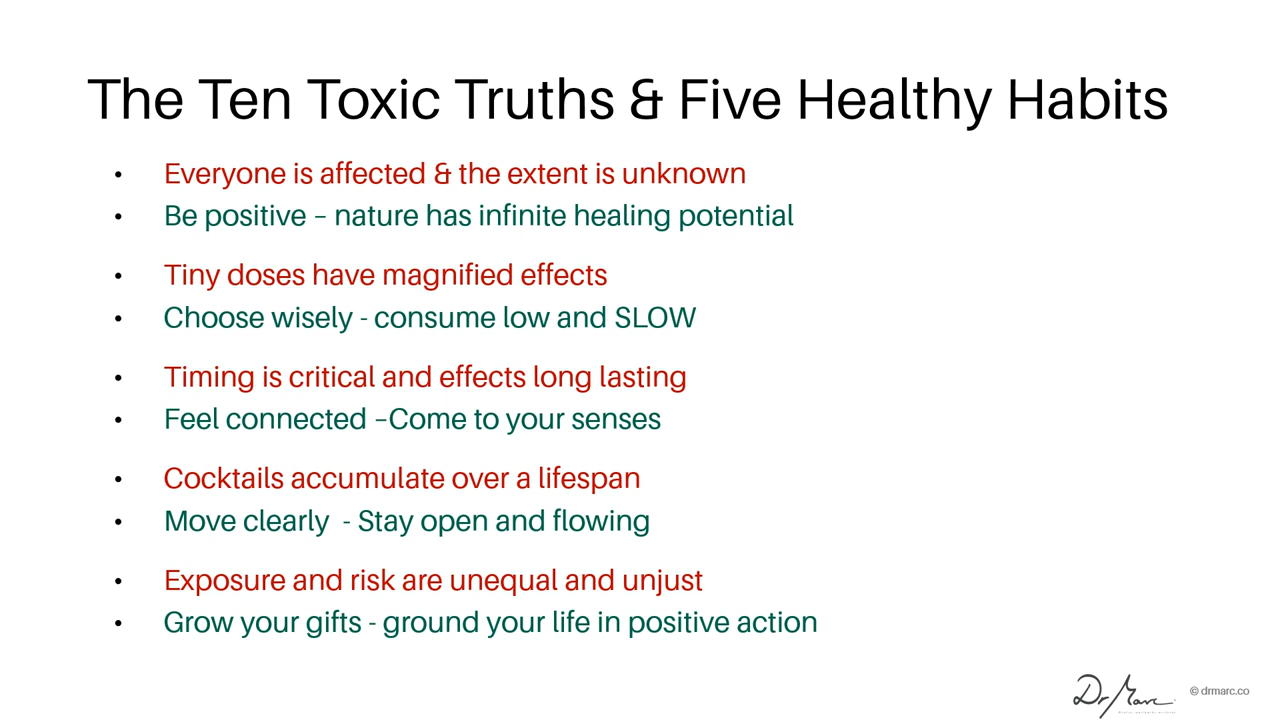 The Ten Toxic Truths & Five Healthy Habits
• Everyone is affected & the extent is unknown
• Be positive – nature has infinite healing potential
• Tiny doses have magnified effects
• Choose wisely - consume low and SLOW
• Timing is critical and effects long lasting
• Feel connected –Come to your senses
• Cocktails accumulate over a lifespan
• Move clearly - Stay open and flowing
• Exposure and risk are unequal and unjust
• Grow your gifts - ground your life in positive action
Dr Marc
© drmarc.co